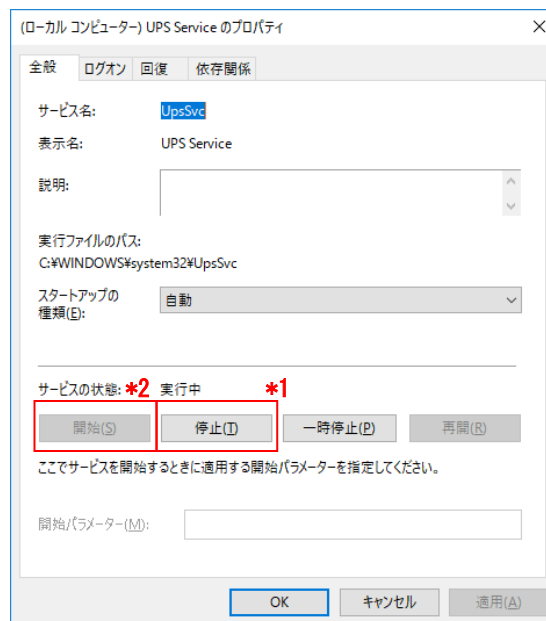 (ローカル コンピューター) UPS Service のプロパティ
全般 ログオン 回復 依存関係
サービス名: UpsSvc
表示名: UPS Service
説明:
実行ファイルのパス:
C:¥WINDOWS¥system32¥UpsSvc
スタートアップの
種類(E): 自動
サービスの状態: *2 実行中 *1
開始(S) 停止(T) 一時停止(P) 再開(R)
ここでサービスを開始するときに適用する開始パラメーターを指定してください。
開始パラメーター(M):
OK キャンセル 適用(A)